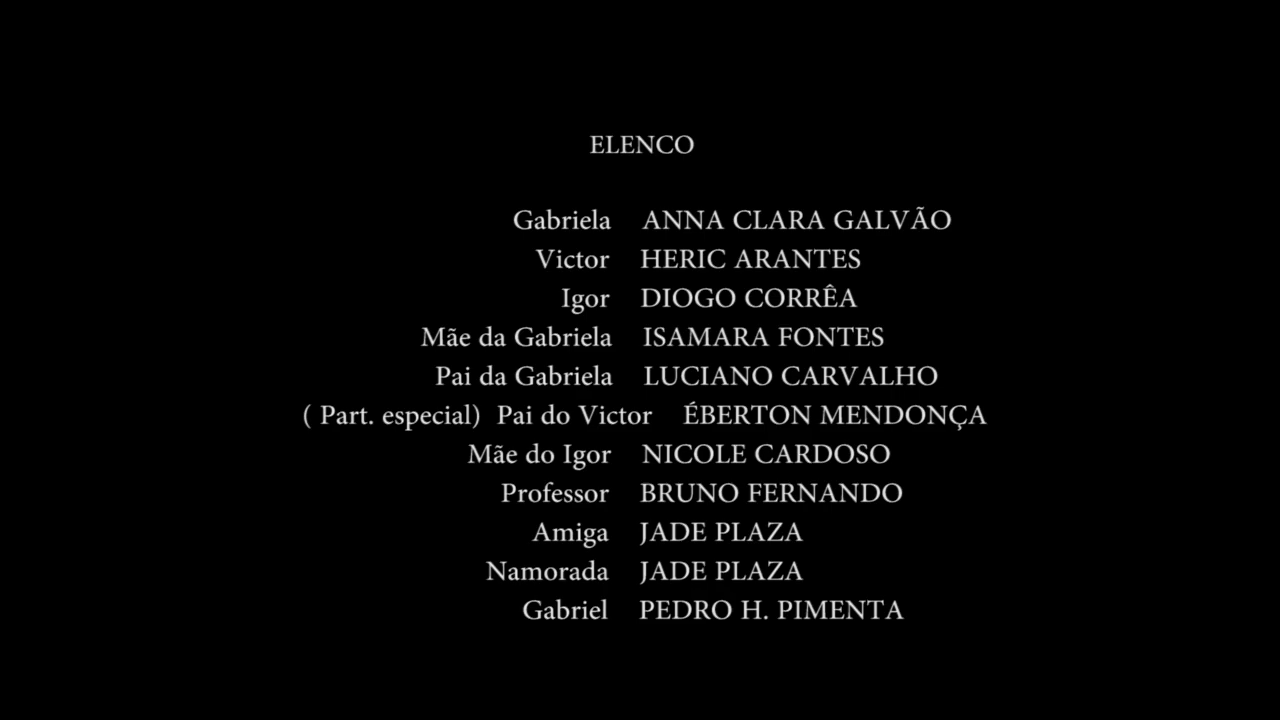 ELENCO
Gabriela ANNA CLARA GALVÃO
Victor HERIC ARANTES
Igor DIOGO CORRÊA
Mãe da Gabriela ISAMARA FONTES
Pai da Gabriela LUCIANO CARVALHO
( Part. especial) Pai do Victor ÉBERTON MENDONÇA
Mãe do Igor NICOLE CARDOSO
Professor BRUNO FERNANDO
Amiga JADE PLAZA
Namorada JADE PLAZA
Gabriel PEDRO H. PIMENTA